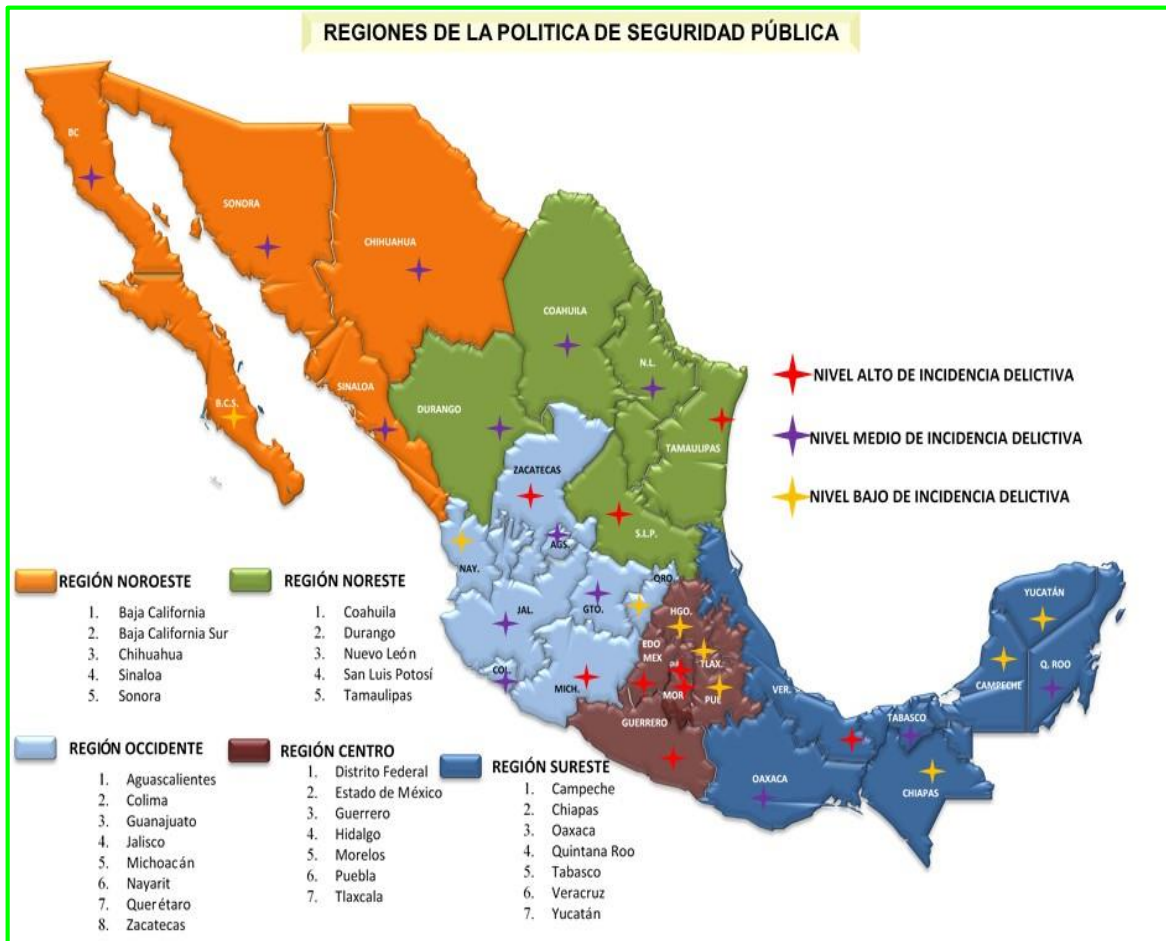 REGIONES DE LA POLITICA DE SEGURIDAD PÚBLICA
BC
SONDRA
CHIHUAHUA
COAHUILA
N.L.
SINALOA
B.C.S.
DURANGO
TAMAULIPAS
ZACATECAS
S.L.P.
AGS.
NAY.
QRO.
JAL.
GTO.
HGO.
EDO
MEX
TLAX.
COL.
MICH.
MOR
PUE
VER.
GUERRERO
OAXACA
TABASCO
CHIAPAS
CAMPECHE
YUCATÁN
Q. ROO
NIVEL ALTO DE INCIDENCIA DELICTIVA
NIVEL MEDIO DE INCIDENCIA DELICTIVA
NIVEL BAJO DE INCIDENCIA DELICTIVA
REGIÓN NOROESTE
1. Baja California
2. Baja California Sur
3. Chihuahua
4. Sinaloa
5. Sonora
REGIÓN NORESTE
1. Coahuila
2. Durango
3. Nuevo León
4. San Luis Potosí
5. Tamaulipas
REGIÓN OCCIDENTE
1. Aguascalientes
2. Colima
3. Guanajuato
4. Jalisco
5. Michoacán
6. Nayarit
7. Querétaro
8. Zacatecas
REGIÓN CENTRO
1. Distrito Federal
2. Estado de México
3. Guerrero
4. Hidalgo
5. Morelos
6. Puebla
7. Tlaxcala
REGIÓN SURESTE
1. Campeche
2. Chiapas
3. Oaxaca
4. Quintana Roo
5. Tabasco
6. Veracruz
7. Yucatán